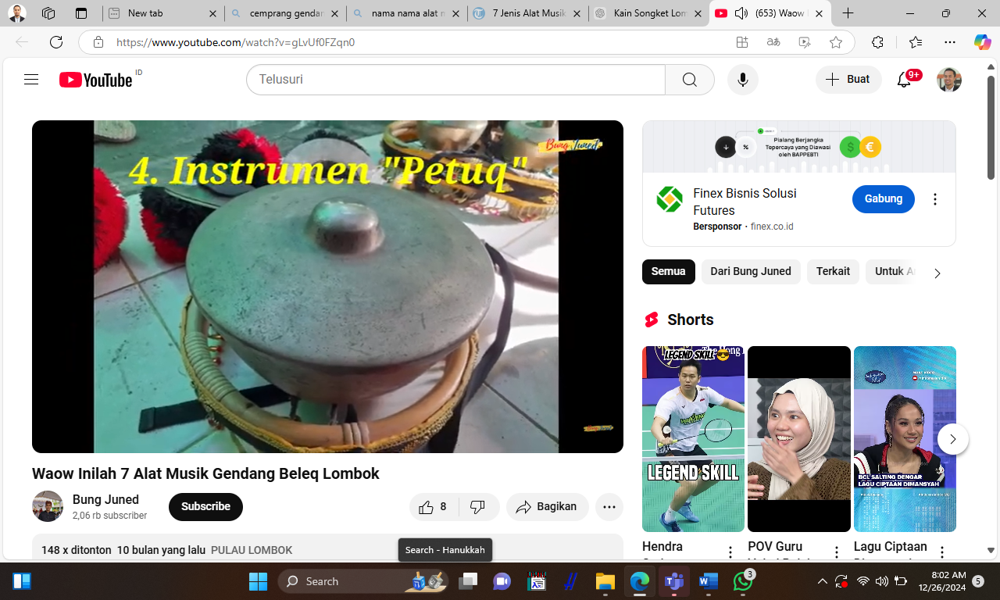 New tab
cemprang gendan
nama nama alat m
7 Jenis Alat Musik
Kain Songket Lom
(653) Waow
https://www.youtube.com/watch?v=gLvUf0FZqn0
YouTube ID
Telusuri
Buat
9+
4. Instrumen "Petuq"
Bung Juned
Pialang Berjangka
Tepercaya yang Diawasi
oleh BAPPEBTI
Finex Bisnis Solusi
Futures
Bersponsor · finex.co.id
Gabung
Semua
Dari Bung Juned
Terkait
Untuk A
Shorts
LEGEND SKILL
LEGEND SKILL
BCL SALTING DENGAR
LAGU CIPTAAN DIMANSYAH
Hendra
POV Guru
Lagu Ciptaan
Waow Inilah 7 Alat Musik Gendang Beleq Lombok
Bung Juned
2,06 rb subscriber
Subscribe
8
Bagikan
148 x ditonton 10 bulan yang lalu PULAU LOMBOK
Search - Hanukkah
Search
3
8:02 AM
12/26/2024
5